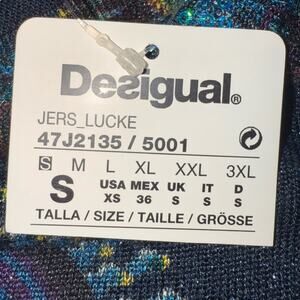 Desigual®
JERS_LUCKE
47J2135 / 5001
S M L XL XXL 3XL
S USA MEX UK IT D
XS 36 S S S
TALLA / SIZE / TAILLE / GRÖSSE